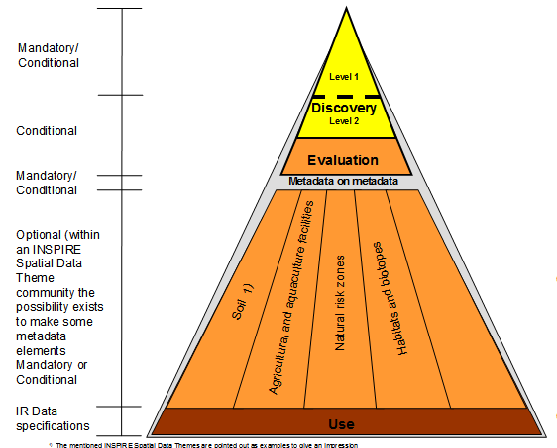 Mandatory/
Conditional
Level 1
Discovery
Level 2
Conditional
Evaluation
Mandatory/
Conditional
Metadata on metadata
Optional (within
an INSPIRE
Spatial Data
Theme
community the
possibility exists
to make some
metadata
elements
Mandatory or
Conditional
Soil 1)
Agricultural and aquaculture facilities
Natural risk zones
Habitats and biotopes
IR Data
specifications
Use
The mentioned INSPIRE Spatial Data Themes are pointed out as examples to give an impression